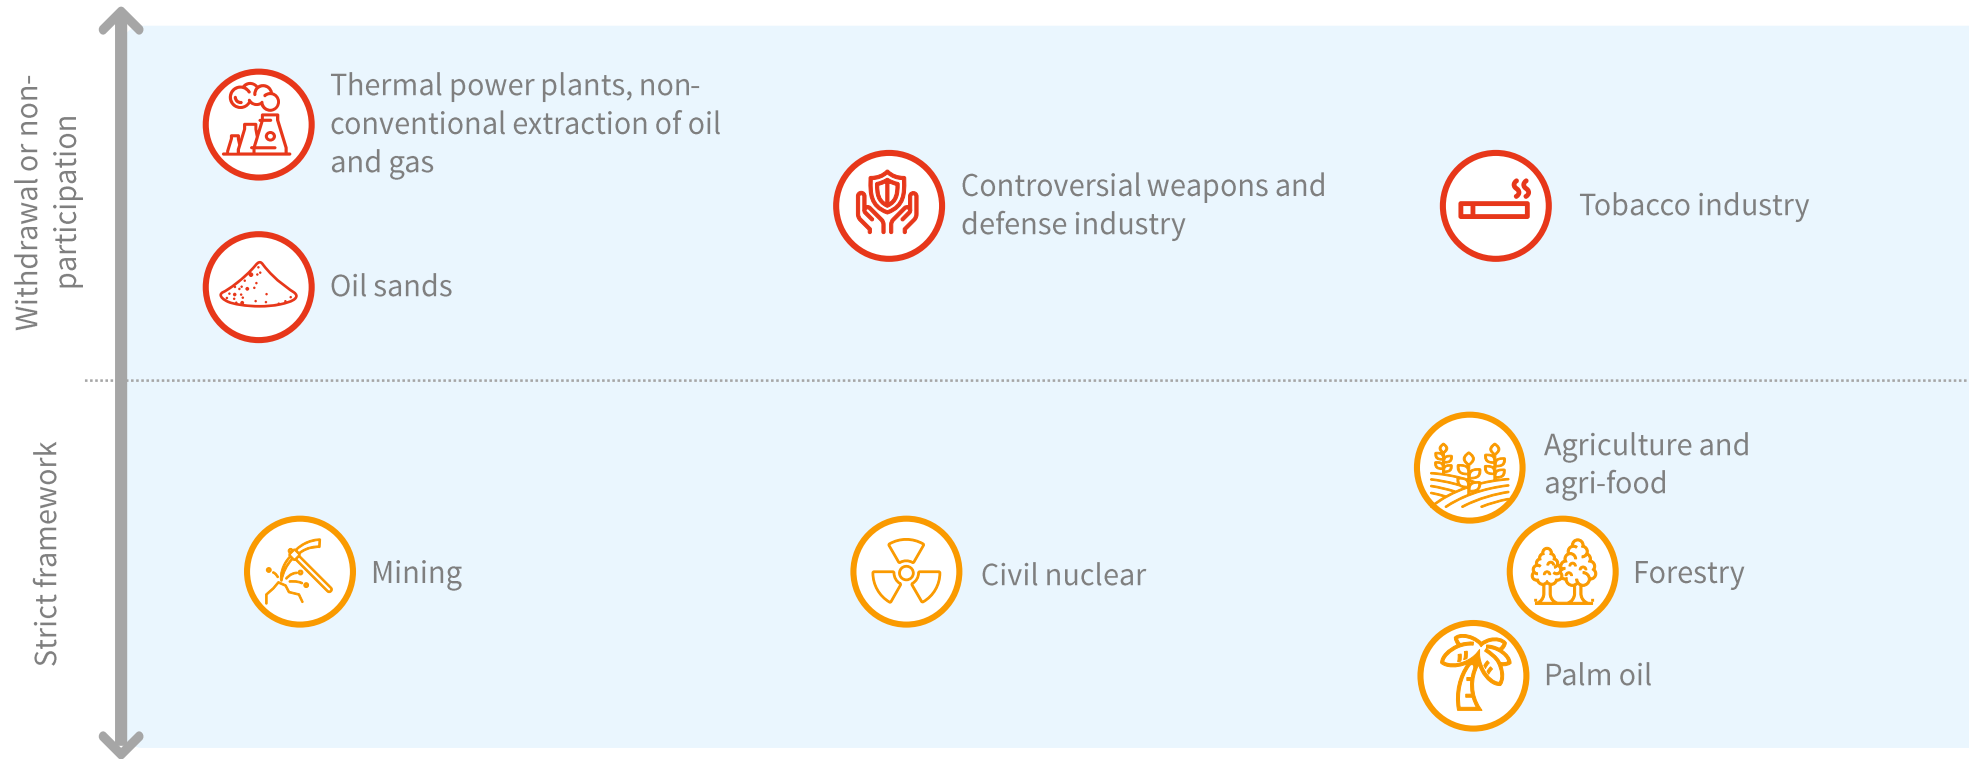 Withdrawal or non-
participation
Thermal power plants, non-
conventional extraction of oil
and gas
Oil sands
Controversial weapons and
defense industry
Tobacco industry
Strict framework
Mining
Civil nuclear
Agriculture and
agri-food
Forestry
Palm oil